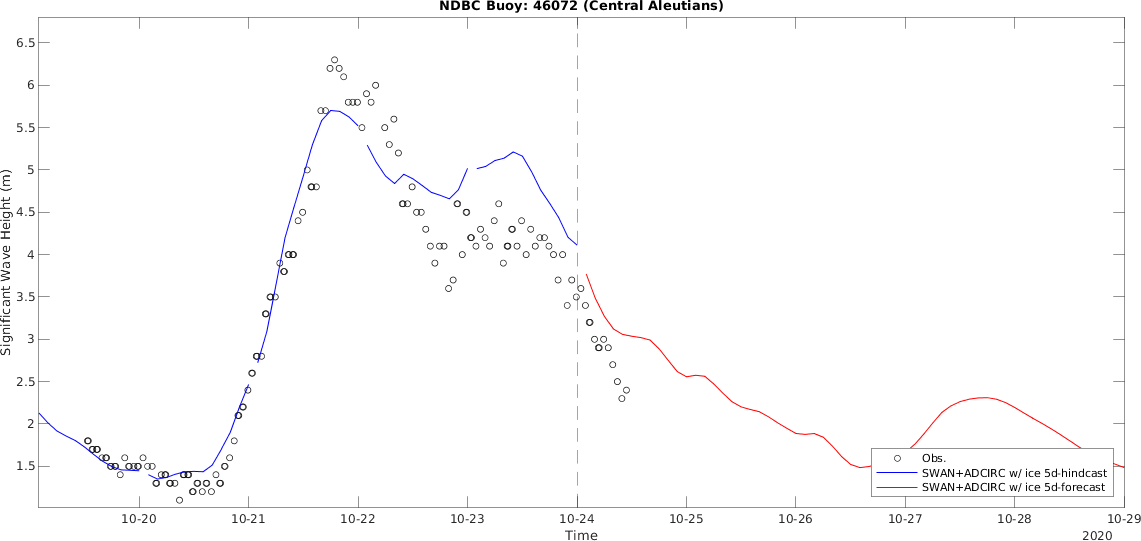 NDBC Buoy: 46072 (Central Aleutians)
Significant Wave Height (m)
6.5
6
5.5
5
4.5
4
3.5
3
2.5
2
1.5
Obs.
SWAN+ADCIRC w/ ice 5d-hindcast
SWAN+ADCIRC w/ ice 5d-forecast
10-20 10-21 10-22 10-23 10-24 10-25 10-26 10-27 10-28 10-29
Time
2020